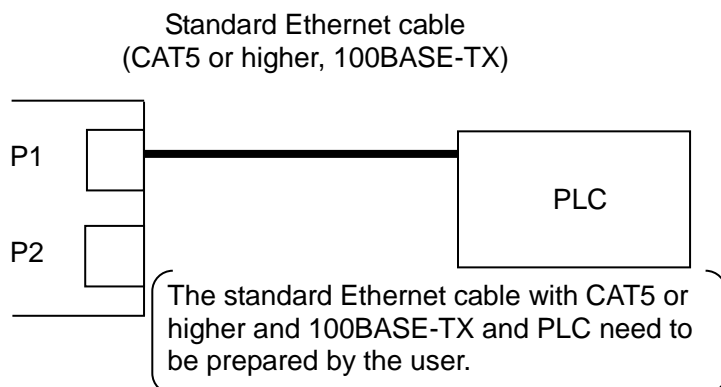 Standard Ethernet cable
(CAT5 or higher, 100BASE-TX)
P1
PLC
P2
The standard Ethernet cable with CAT5 or
higher and 100BASE-TX and PLC need to
be prepared by the user.